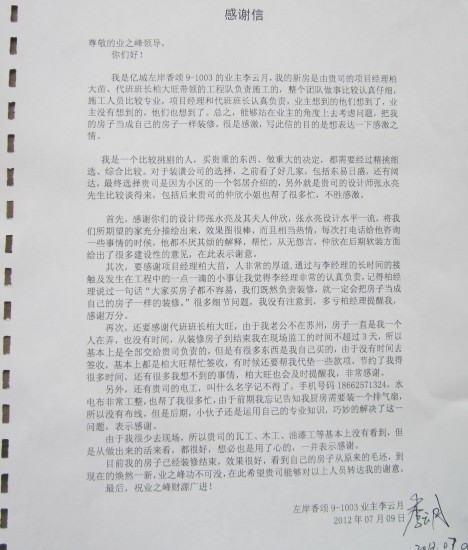 感谢信
尊敬的业之峰领导,
你们好!
我是亿城左岸香颂9-1003的业主李云月,我的新房是由贵司的项目经理柏
大苗、代班班长柏大旺带领的工程队负责施工的,整个团队做事比较认真仔细,
施工人员比较专业,项目经理和代班班长认真负责,业主想到的他们想到了,业
主没有想到的,他们也想到了,总之,能够站在业主的角度上去考虑问题,把我
的房子当成自己的房子一样装修,很是感激,写此信的目的是想表达一下感激之
情。
我是一个比较挑剔的人,买贵重的东西、做重大的决定,都需要经过精挑细
选、综合比较。对于装潢公司的选择,之前看了好几家,包括东易日盛,还有阔
达,最终选择贵司是因为小区的一个邻居介绍的,另外就是贵司的设计师张永亮
先生比较谈得来,包括后来贵司的仲欣小姐也帮了很多忙,不胜感激。
首先,感谢你们的设计师张永亮及其夫人仲欣,张永亮设计水平一流,将我
们所期望的家充分描绘出来,效果图很棒,而且相当热情,每次打电话给他咨询
一些事情的时候,他都不厌其烦的解释,帮忙,从无怨言,仲欣在后期软装方面
给出了很多建设性的意见,在此表示谢意。
其次,要感谢项目经理柏大苗,人非常的厚道,通过与李经理的长时间的接
触及发生在工程中的一点一滴的小事让我觉得李经理非常的认真负责,记得柏经
理说过一句话"大家买房都不容易,我们既然负责装修,就一定会把房子当成
自己的房子一样的装修。"很多细节问题,我没有注意到,多亏柏经理提醒我,
感谢万分。
再次,还要感谢代班班长柏大旺,由于我老公不在苏州,房子一直是我一个
人在弄,也没有时间,从装修房子到结束我在现场监工的时间不超过3天,所以
基本上是全部交给贵司负责的,但是有很多东西是我自己买的,由于没有时间去
签收,基本上都是柏大旺帮忙签收,有时候还要帮我代垫一些款项,节约了我得
很多时间,还有很多我想不到的事情,柏大旺也会及时提醒我,非常感谢。
另外,还有贵司的电工,叫什么名字记不得了,手机号码 18662571324,水
电布非常工整,也帮了我很多忙,由于前期我忘记告知我厨房需要装一个排气扇,
所以没有布线,但是后期,小伙子还是运用自己的专业知识,巧妙的解决了这一
问题,表示感谢。
由于我很少去现场,所以贵司的瓦工、木工、油漆工等基本上没有看到,但
是从做出来的活来看,都很好,想必也是用了心的,一并表示感谢。
目前我的房子已经装修结束,效果很好,看到自己的房子从原来的毛坯,到
现在的焕然一新,业之峰功不可没,在此希望贵司能够对以上人员转达我的谢意。
最后,祝业之峰财源广进!
左岸香颂9-1003业主李云月
2012 年 07 月 09 日
李云月